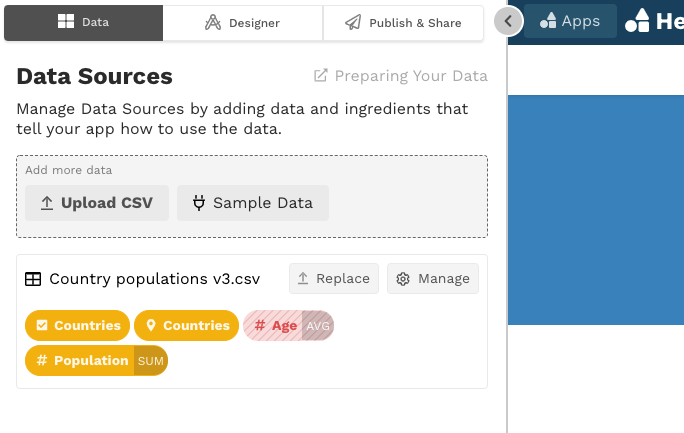 Data
Designer
Publish & Share
Apps
He
Data Sources
Preparing Your Data
Manage Data Sources by adding data and ingredients that
tell your app how to use the data.
Add more data
Upload CSV
Sample Data
Country populations v3.csv
Replace
Manage
Countries
Countries
# Age AVG
# Population SUM